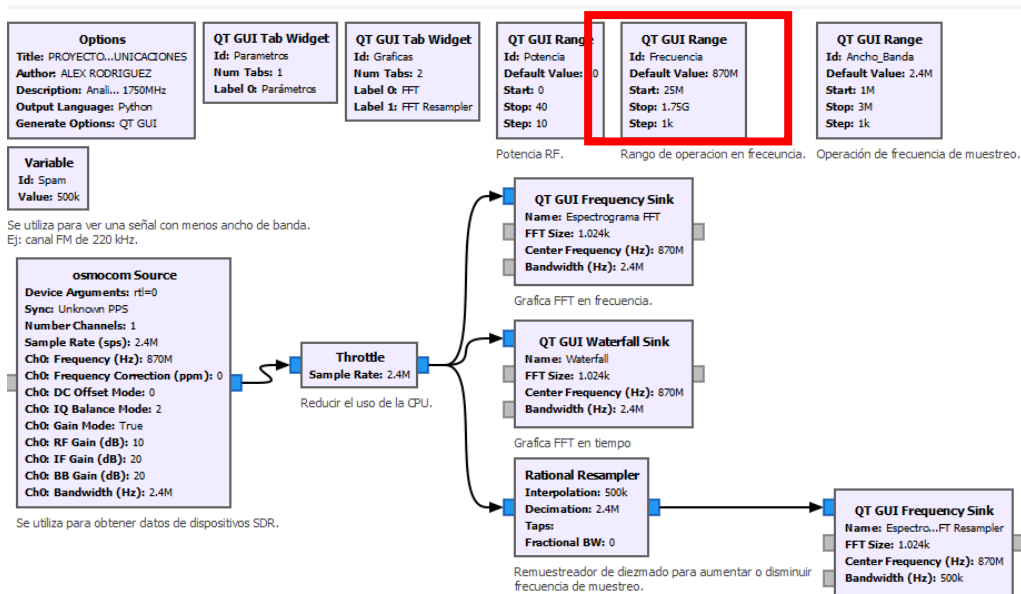 Options
Title: PROYECTO...UNICACIONES
Author: ALEX RODRIGUEZ
Description: Anali... 1750MHz
Output Language: Python
Generate Options: QT GUI
QT GUI Tab Widget
Id: Parametros
Num Tabs: 1
Label 0: Parámetros
QT GUI Tab Widget
Id: Graficas
Num Tabs: 2
Label 0: FFT
Label 1: FFT Resampler
QT GUI Range
Id: Potencia
Default Value: 0
Start: 0
Stop: 40
Step: 10
Potencia RF.
QT GUI Range
Id: Frecuencia
Default Value: 870M
Start: 25M
Stop: 1.75G
Step: 1k
Rango de operacion en freceuncia.
QT GUI Range
Id: Ancho_Banda
Default Value: 2.4M
Start: 1M
Stop: 3M
Step: 1k
Operación de frecuencia de muestreo.
Variable
Id: Spam
Value: 500k
Se utiliza para ver una señal con menos ancho de banda.
Ej: canal FM de 220 kHz.
osmocom Source
Device Arguments: rtl=0
Sync: Unknown PPS
Number Channels: 1
Sample Rate (sps): 2.4M
Ch0: Frequency (Hz): 870M
Ch0: Frequency Correction (ppm): 0
Ch0: DC Offset Mode: 0
Ch0: IQ Balance Mode: 2
Ch0: Gain Mode: True
Ch0: RF Gain (dB): 10
Ch0: IF Gain (dB): 20
Ch0: BB Gain (dB): 20
Ch0: Bandwidth (Hz): 2.4M
Se utiliza para obtener datos de dispositivos SDR.
Throttle
Sample Rate: 2.4M
Reducir el uso de la CPU.
QT GUI Frequency Sink
Name: Espectrograma FFT
FFT Size: 1.024k
Center Frequency (Hz): 870M
Bandwidth (Hz): 2.4M
Grafica FFT en frecuencia.
QT GUI Waterfall Sink
Name: Waterfall
FFT Size: 1.024k
Center Frequency (Hz): 870M
Bandwidth (Hz): 2.4M
Grafica FFT en tiempo
Rational Resampler
Interpolation: 500k
Decimation: 2.4M
Taps:
Fractional BW: 0
Remuestreador de diezmado para aumentar o disminuir
frecuencia de muestreo.
QT GUI Frequency Sink
Name: Espectro...FT Resampler
FFT Size: 1.024k
Center Frequency (Hz): 870M
Bandwidth (Hz): 500k